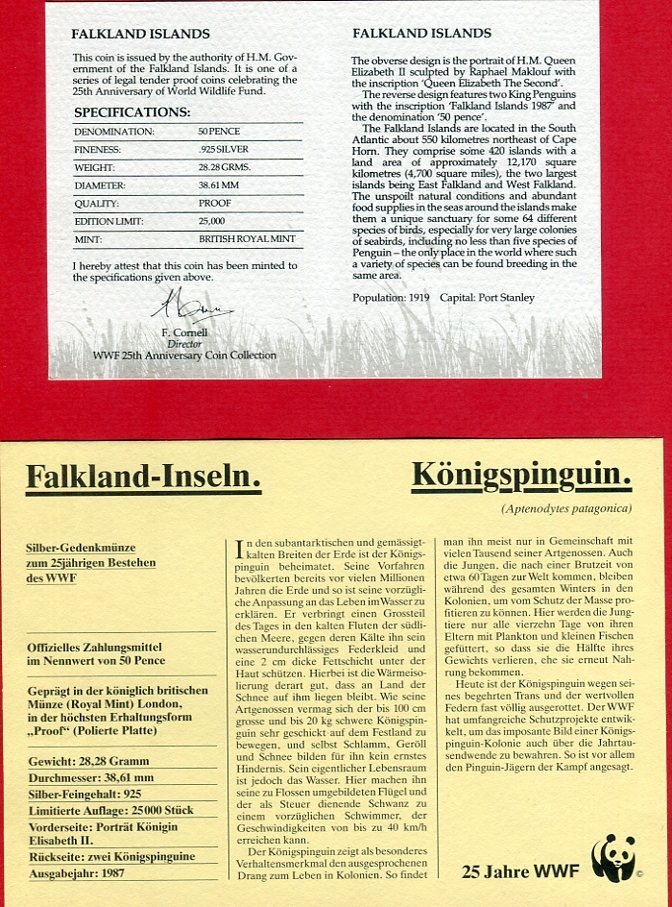 FALKLAND ISLANDS
This coin is issued by the authority of H.M. Gov-
ernment of the Falkland Islands. It is one of a
series of legal tender proof coins celebrating the
25th Anniversary of World Wildlife Fund.
SPECIFICATIONS:
DENOMINATION: 50 PENCE
FINENESS: .925 SILVER
WEIGHT: 28.28 GRMS.
DIAMETER: 38.61 MM
QUALITY: PROOF
EDITION LIMIT: 25,000
MINT: BRITISH ROYAL MINT
I hereby attest that this coin has been minted to
the specifications given above.
F. Cornell
Director
WWF 25th Anniversary Coin Collection
FALKLAND ISLANDS
The obverse design is the portrait of H.M. Queen
Elizabeth II sculpted by Raphael Maklouf with
the inscription 'Queen Elizabeth The Second'.
The reverse design features two King Penguins
with the inscription 'Falkland Islands 1987' and
the denomination '50 pence'.
The Falkland Islands are located in the South
Atlantic about 550 kilometres northeast of Cape
Horn. They comprise some 420 islands with a
land area of approximately 12,170 square
kilometres (4,700 square miles), the two largest
islands being East Falkland and West Falkland.
The unspoilt natural conditions and abundant
food supplies in the seas around the islands make
them a unique sanctuary for some 64 different
species of birds, especially for very large colonies
of seabirds, including no less than five species of
Penguin – the only place in the world where such
a variety of species can be found breeding in the
same area.
Population: 1919 Capital: Port Stanley
Falkland-Inseln.
Königspinguin.
(Aptenodytes patagonica)
Silber-Gedenkmünze
zum 25jährigen Bestehen
des WWF
Offizielles Zahlungsmittel
im Nennwert von 50 Pence
Geprägt in der königlich britischen
Münze (Royal Mint) London,
in der höchsten Erhaltungsform
„Proof“ (Polierte Platte)
Gewicht: 28,28 Gramm
Durchmesser: 38,61 mm
Silber-Feingehalt: 925
Limitierte Auflage: 25 000 Stück
Vorderseite: Porträt Königin
Elisabeth II.
Rückseite: zwei Königspinguine
Ausgabejahr: 1987
In den subantarktischen und gemässigt-
kalten Breiten der Erde ist der Königs-
pinguin beheimatet. Seine Vorfahren
bevölkerten bereits vor vielen Millionen
Jahren die Erde und so ist seine vorzügli-
che Anpassung an das Leben im Wasser zu
erklären. Er verbringt einen Grossteil
des Tages in den kalten Fluten der südli-
chen Meere, gegen deren Kälte ihn sein
wasserundurchlässiges Federkleid und
eine 2 cm dicke Fettschicht unter der
Haut schützen. Hierbei ist die Wärmeiso-
lierung derart gut, dass an Land der
Schnee auf ihm liegen bleibt. Wie seine
Artgenossen vermag sich der bis 100 cm
grosse und bis 20 kg schwere Königspin-
guin sehr geschickt auf dem Festland zu
bewegen, und selbst Schlamm, Geröll
und Schnee bilden für ihn kein ernstes
Hindernis. Sein eigentlicher Lebensraum
ist jedoch das Wasser. Hier machen ihn
seine zu Flossen umgebildeten Flügel und
der als Steuer dienende Schwanz zu
einem vorzüglichen Schwimmer, der
Geschwindigkeiten von bis zu 40 km/h
erreichen kann.
Der Königspinguin zeigt als besonderes
Verhaltensmerkmal den ausgesprochenen
Drang zum Leben in Kolonien. So findet
man ihn meist nur in Gemeinschaft mit
vielen Tausend seiner Artgenossen. Auch
die Jungen, die nach einer Brutzeit von
etwa 60 Tagen zur Welt kommen, bleiben
während des gesamten Winters in den
Kolonien, um vom Schutz der Masse pro-
fitieren zu können. Hier werden die Jung-
tiere nur alle vierzehn Tage von ihren
Eltern mit Plankton und kleinen Fischen
gefüttert, so dass sie die Hälfte ihres
Gewichts verlieren, ehe sie erneut Nah-
rung bekommen.
Heute ist der Königspinguin wegen sei-
nes begehrten Trans und der wertvollen
Federn fast völlig ausgerottet. Der WWF
hat umfangreiche Schutzprojekte entwik-
kelt, um das imposante Bild einer Königs-
pinguin-Kolonie auch über die Jahrtau-
sendwende zu bewahren. So ist vor allem
den Pinguin-Jägern der Kampf angesagt.
25 Jahre WWF ©